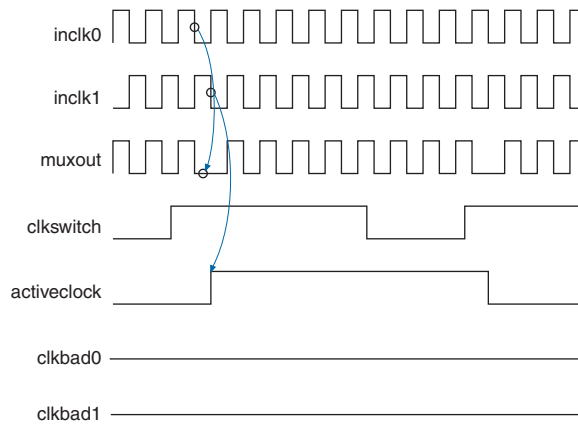 inclk0
inclk1
muxout
clkswitch
activeclock
clkbad0
clkbad1